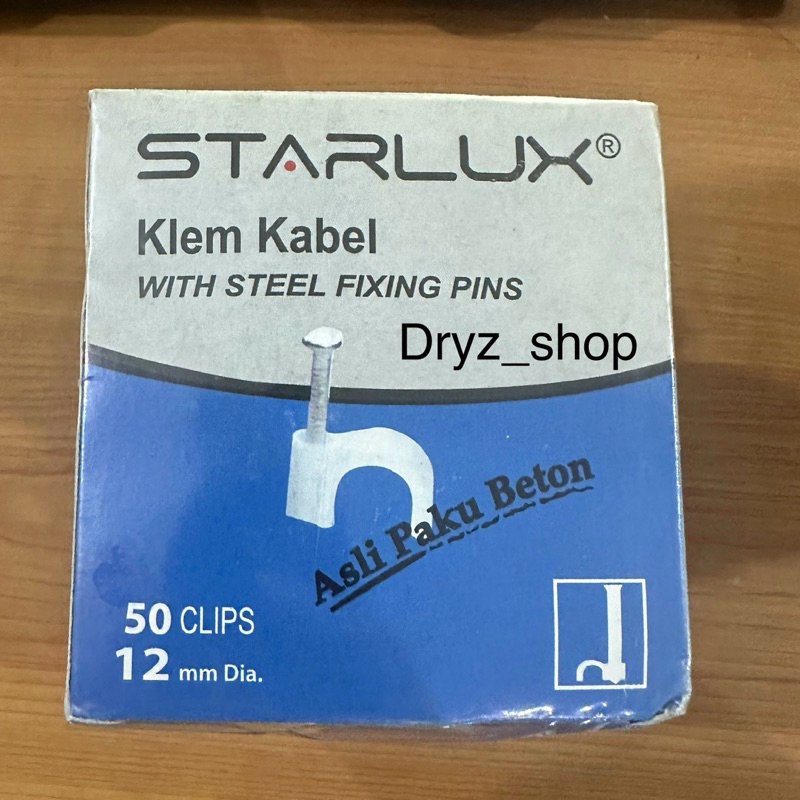 STARLUX®
Klem Kabel
WITH STEEL FIXING PINS
Dryz_shop
Asli Paku Beton
50 CLIPS
12 mm Dia.